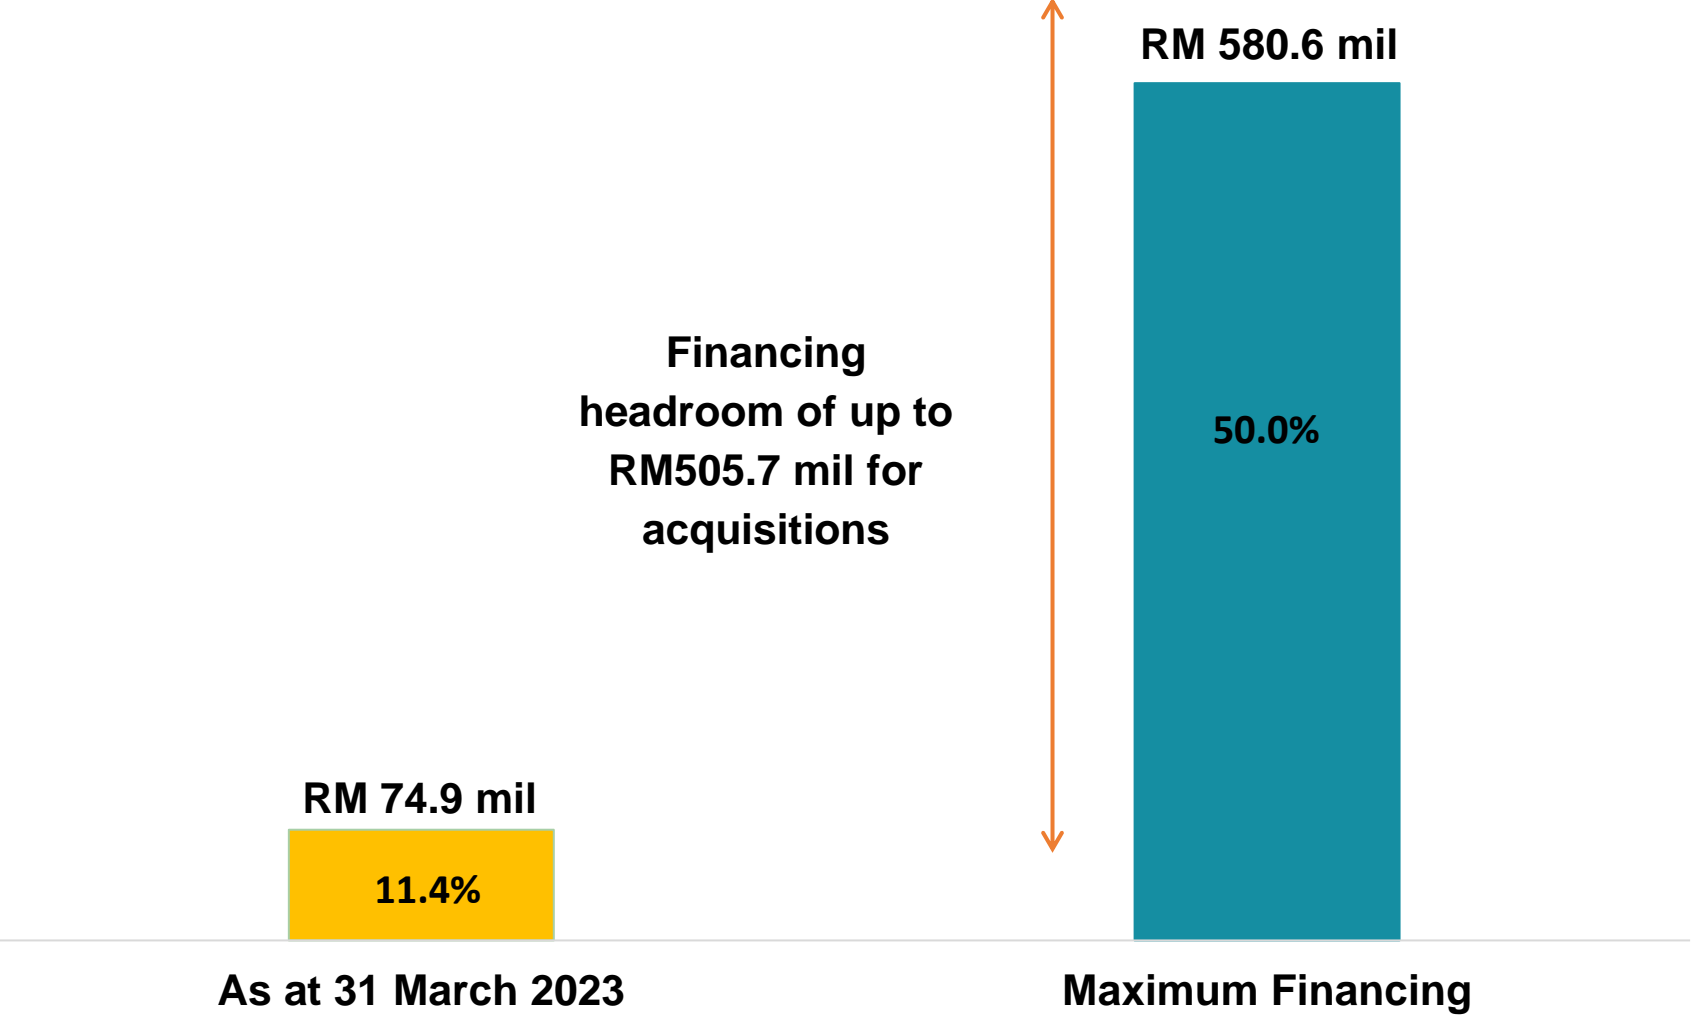 RM 580.6 mil
Financing
headroom of up to
RM505.7 mil for
acquisitions
50.0%
RM 74.9 mil
11.4%
As at 31 March 2023
Maximum Financing